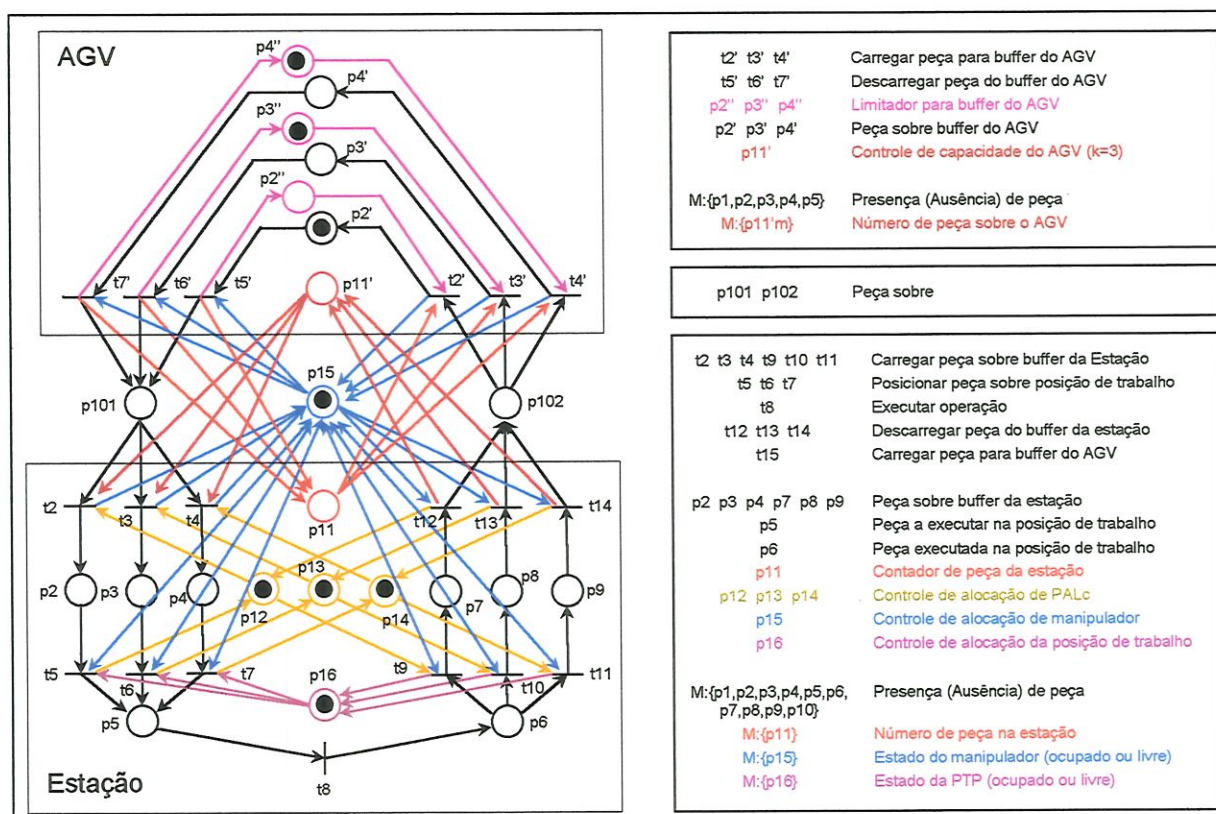 AGV
p4''
p4'
p3''
p3'
p2''
p2'
t7' t6' t5' p11' t2' t3' t4'
p15
p101 p102
t2 t3 t4 p11 t12 t13 t14
p13
p2 p3 p4 p12 p14 p7 p8 p9
t5 t6 t7 p16 t9 t10 t11
p5 p6
Estação t8
t2' t3' t4' Carregar peça para buffer do AGV
t5' t6' t7' Descarregar peça do buffer do AGV
p2'' p3'' p4'' Limitador para buffer do AGV
p2' p3' p4' Peça sobre buffer do AGV
p11' Controle de capacidade do AGV (k=3)
M:{p1,p2,p3,p4,p5} Presença (Ausência) de peça
M:{p11'm} Número de peça sobre o AGV
p101 p102 Peça sobre
t2 t3 t4 t9 t10 t11 Carregar peça sobre buffer da Estação
t5 t6 t7 Posicionar peça sobre posição de trabalho
t8 Executar operação
t12 t13 t14 Descarregar peça do buffer da estação
t15 Carregar peça para buffer do AGV
p2 p3 p4 p7 p8 p9 Peça sobre buffer da estação
p5 Peça a executar na posição de trabalho
p6 Peça executada na posição de trabalho
p11 Contador de peça da estação
p12 p13 p14 Controle de alocação de PALc
p15 Controle de alocação de manipulador
p16 Controle de alocação da posição de trabalho
M:{p1,p2,p3,p4,p5,p6, Presença (Ausência) de peça
p7,p8,p9,p10}
M:{p11} Número de peça na estação
M:{p15} Estado do manipulador (ocupado ou livre)
M:{p16} Estado da PTP (ocupado ou livre)